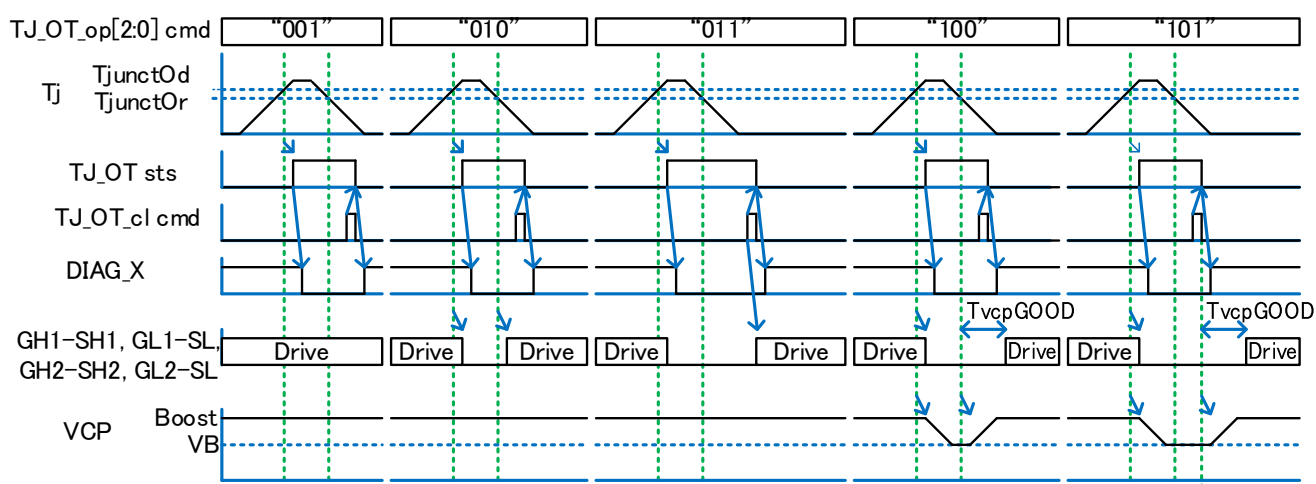 TJ_OT_op[2:0] cmd "001" "010" "011" "100" "101"
TjunctOd
Tj TjunctOr
TJ_OT sts
TJ_OT_cl cmd
DIAG_X
TvcpGOOD TvcpGOOD
GH1-SH1, GL1-SL, Drive Drive Drive Drive Drive Drive Drive Drive Drive
GH2-SH2, GL2-SL
Boost
VCP VB